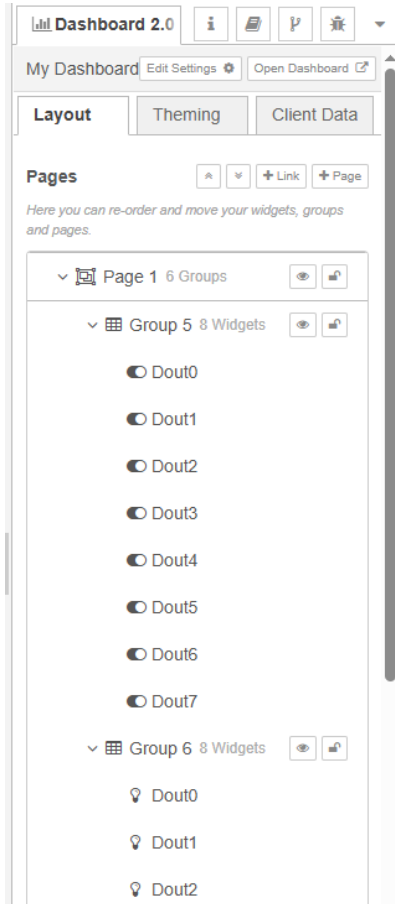 Dashboard 2.0
My Dashboard Edit Settings Open Dashboard
Layout Theming Client Data
Pages + Link + Page
Here you can re-order and move your widgets, groups
and pages.
Page 1 6 Groups
Group 5 8 Widgets
Dout0
Dout1
Dout2
Dout3
Dout4
Dout5
Dout6
Dout7
Group 6 8 Widgets
Dout0
Dout1
Dout2